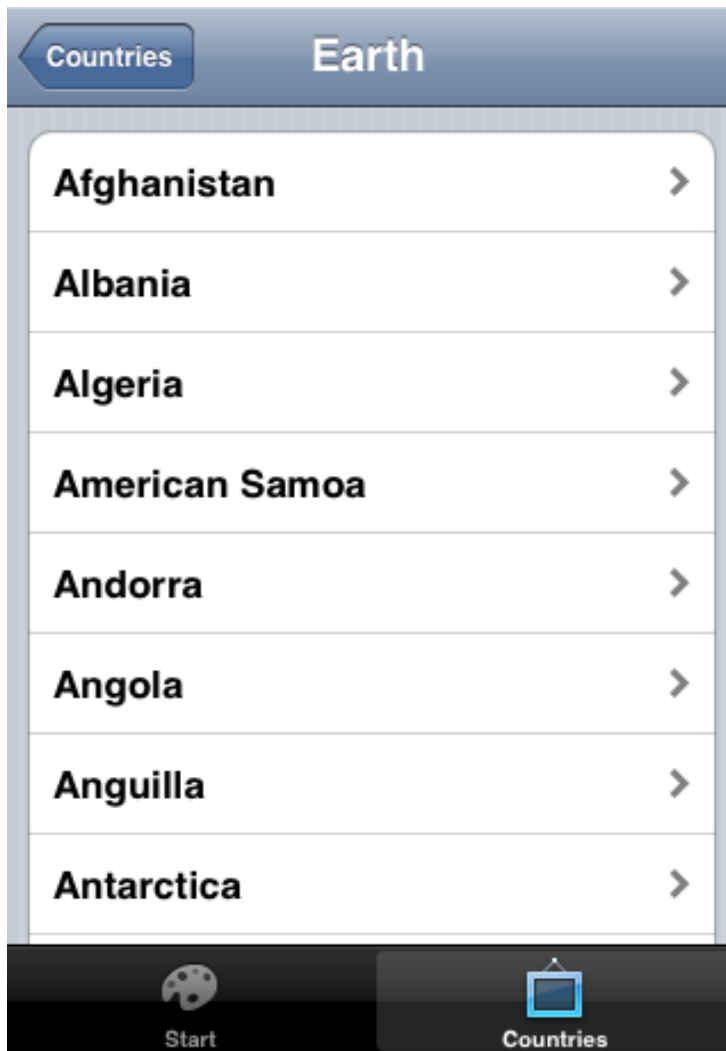 Countries
Earth
Afghanistan
Albania
Algeria
American Samoa
Andorra
Angola
Anguilla
Antarctica
Start
Countries